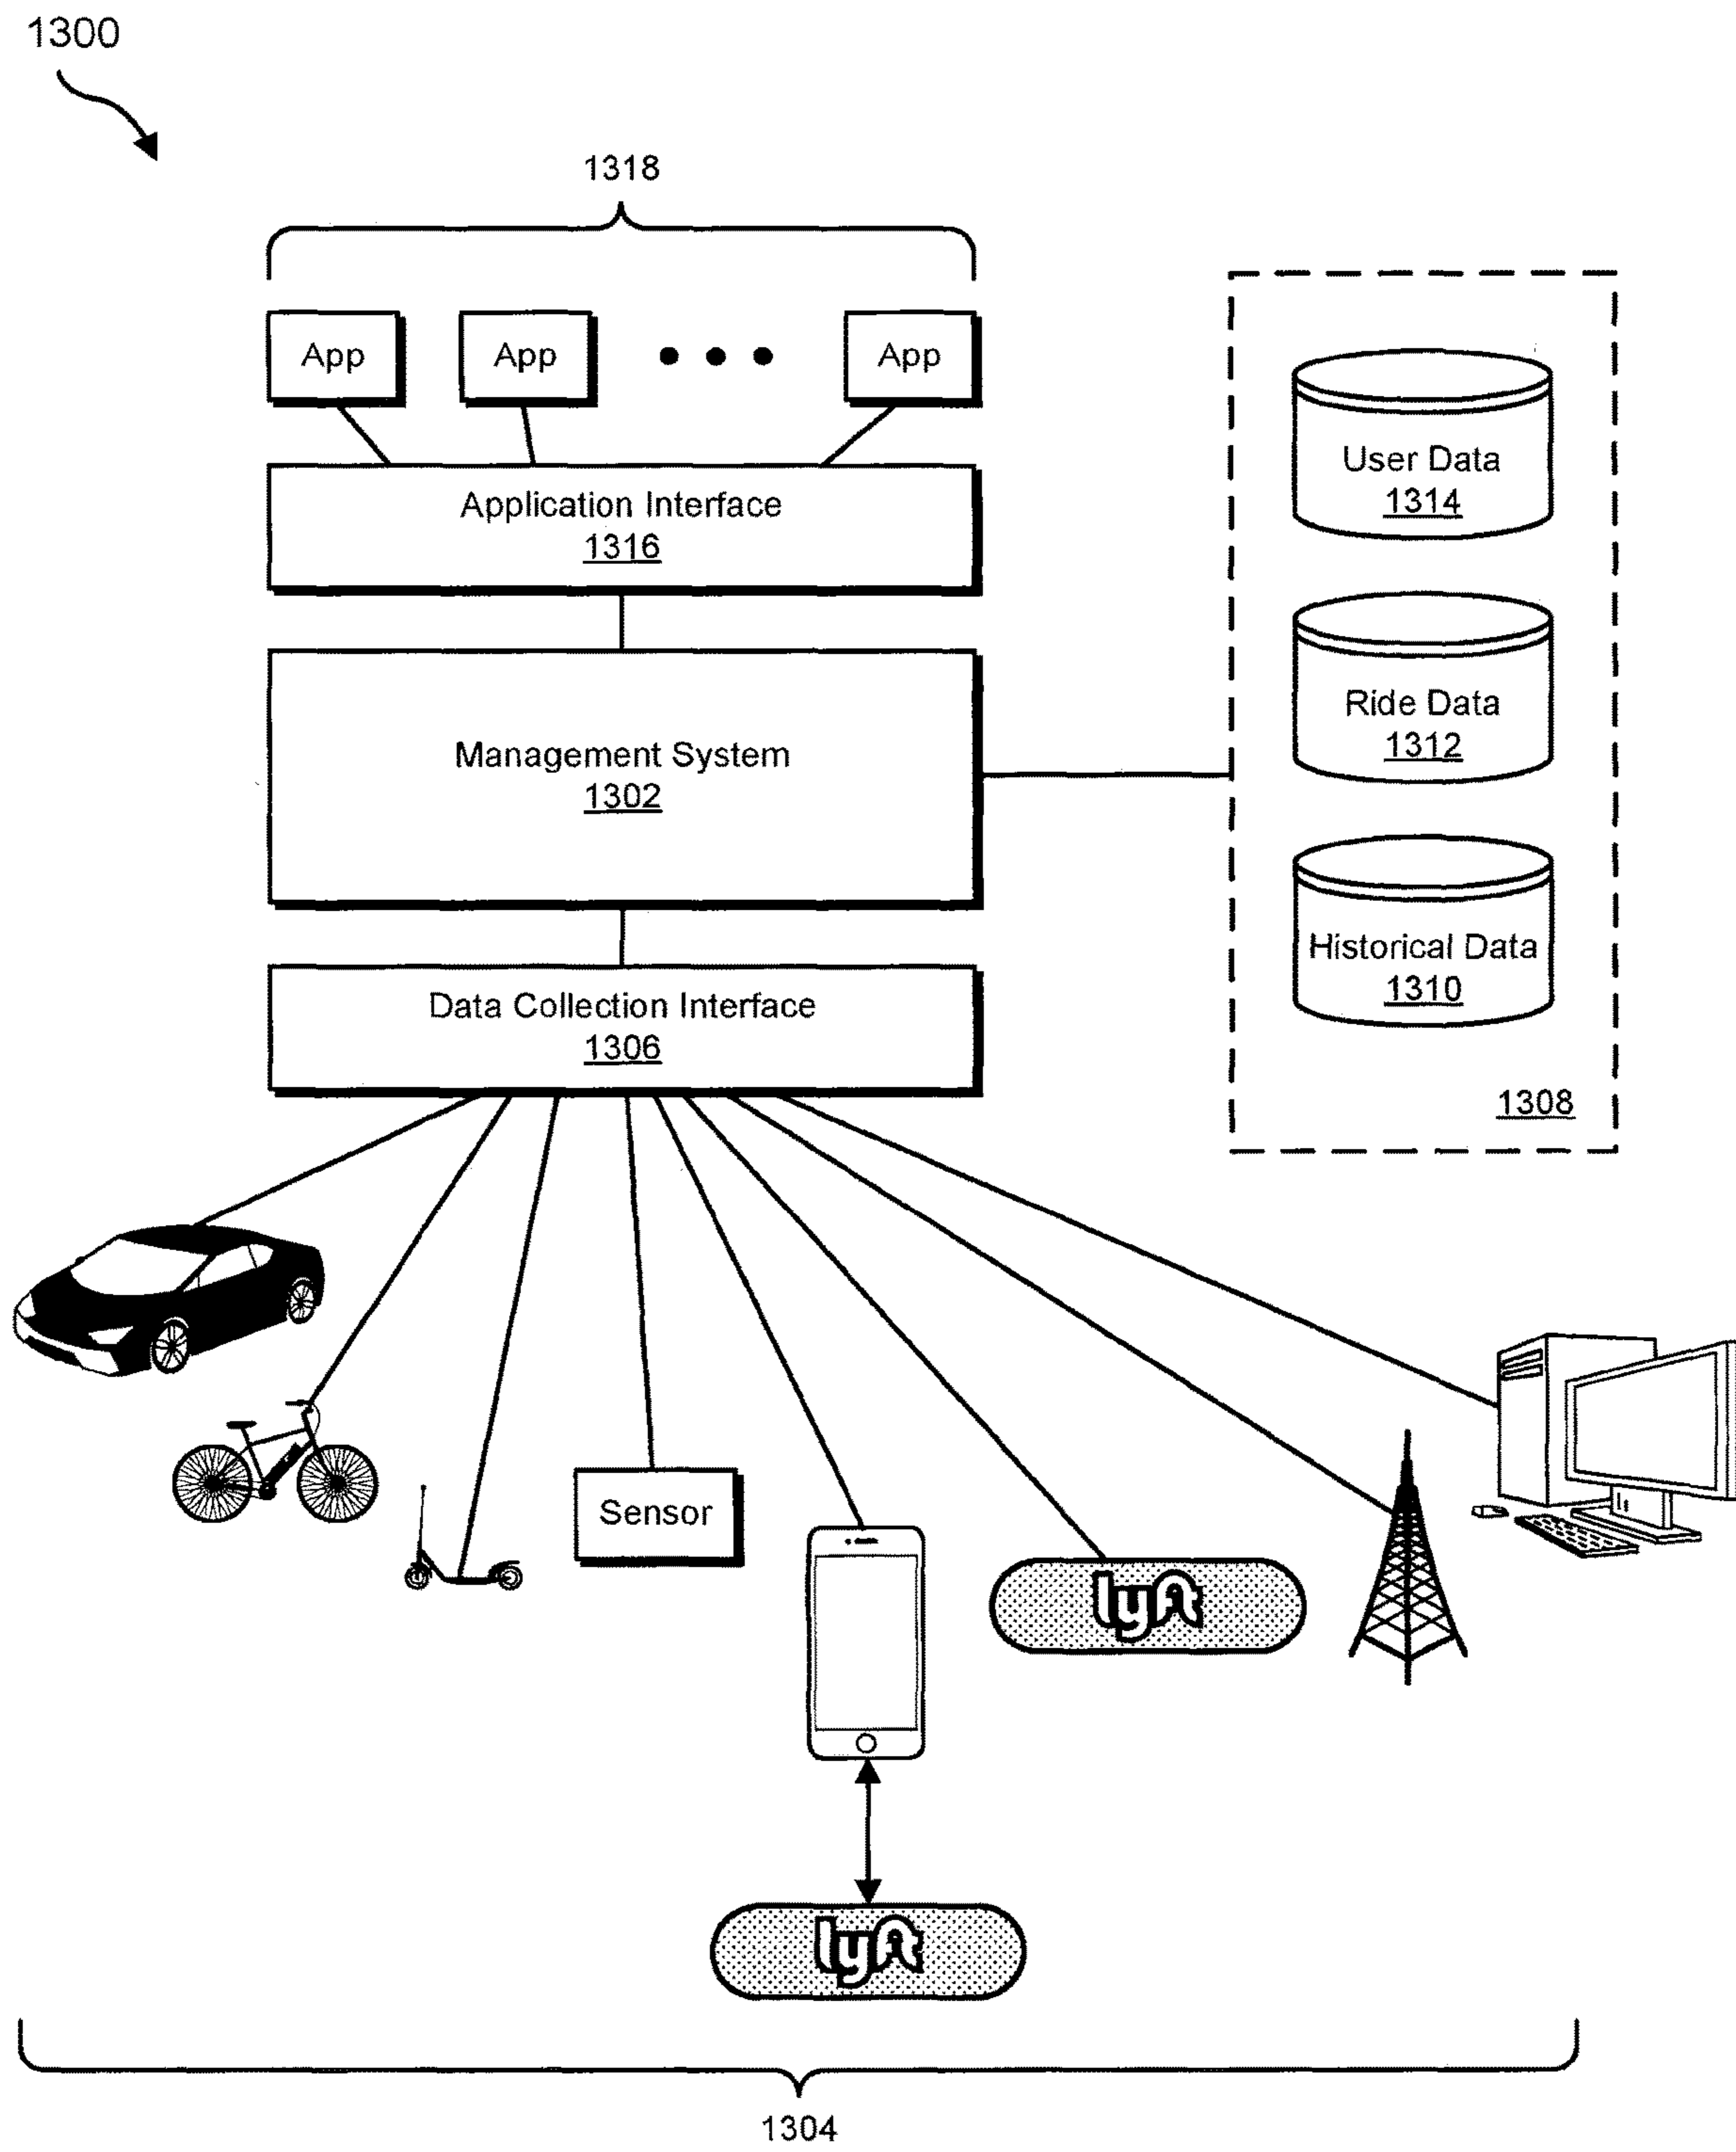 1300
1318
App
App
App
Application Interface
1316
Management System
1302
Data Collection Interface
1306
User Data
1314
Ride Data
1312
Historical Data
1310
1308
Sensor
lyft
lyft
1304